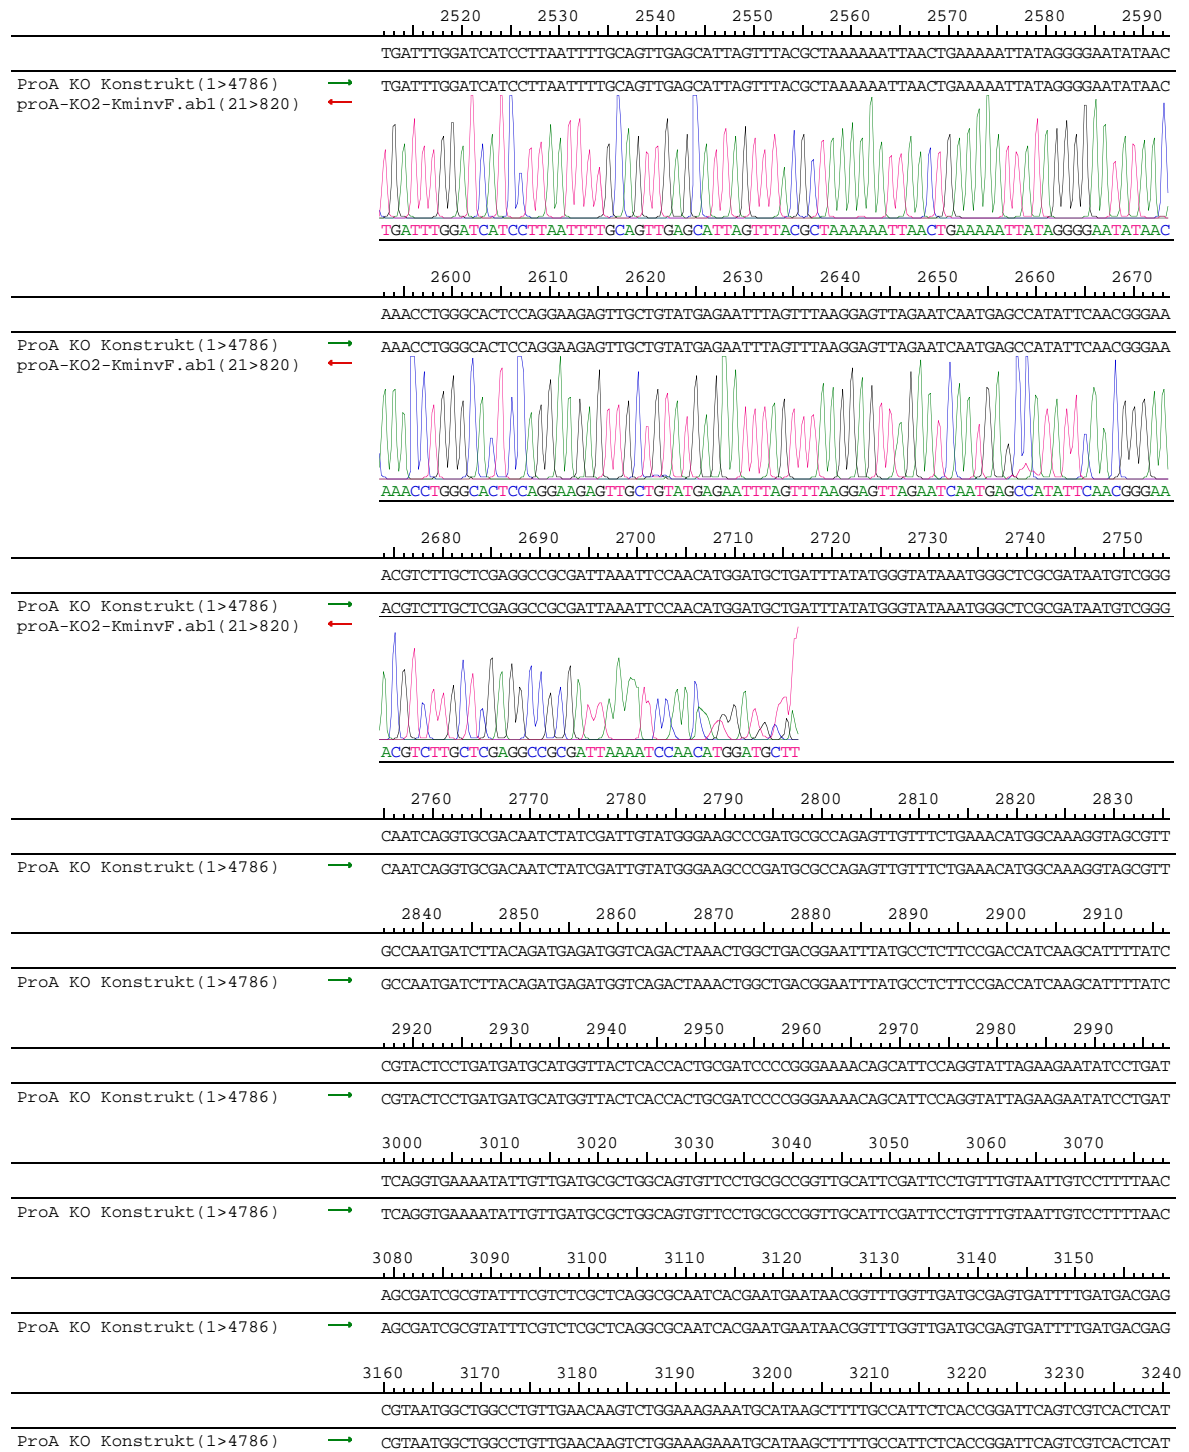 2520 2530 2540 2550 2560 2570 2580 2590
TGATTTGGATCATCCTTAATTTTGCAGTTGAGCATTAGTTTACGCTAAAAAATTAACTGAAAAATTATAGGGGAATATAAC
ProA KO Konstrukt(1>4786) TGATTTGGATCATCCTTAATTTTGCAGTTGAGCATTAGTTTACGCTAAAAAATTAACTGAAAAATTATAGGGGAATATAAC
proA-KO2-KminvF.ab1(21>820)
TGATTTGGATCATCCTTAATTTTGCAGTTGAGCATTAGTTTACGCTAAAAAATTAACTGAAAAATTATAGGGGAATATAAC
2600 2610 2620 2630 2640 2650 2660 2670
AAACCTGGGCACTCCAGGAAGAGTTGCTGTATGAGAATTTAGTTTAAGGAGTTAGAATCAATGAGCCATATTCAACGGGAA
ProA KO Konstrukt(1>4786) AAACCTGGGCACTCCAGGAAGAGTTGCTGTATGAGAATTTAGTTTAAGGAGTTAGAATCAATGAGCCATATTCAACGGGAA
proA-KO2-KminvF.ab1(21>820)
AAACCTGGGCACTCCAGGAAGAGTTGCTGTATGAGAATTTAGTTTAAGGAGTTAGAATCAATGAGCCATATTCAACGGGAA
2680 2690 2700 2710 2720 2730 2740 2750
ACGTCTTGCTCGAGGCCGCGATTAAATTCCAACATGGATGCTGATTTATATGGGTATAAATGGGCTCGCGATAATGTCGGG
ProA KO Konstrukt(1>4786) ACGTCTTGCTCGAGGCCGCGATTAAATTCCAACATGGATGCTGATTTATATGGGTATAAATGGGCTCGCGATAATGTCGGG
proA-KO2-KminvF.ab1(21>820)
ACGTCTTGCTCGAGGCCGCGATTAAAATCCAACATGGATGCTT
2760 2770 2780 2790 2800 2810 2820 2830
CAATCAGGTGCGACAATCTATCGATTGTATGGGAAGCCCGATGCGCCAGAGTTGTTTCTGAAACATGGCAAAGGTAGCGTT
ProA KO Konstrukt(1>4786) CAATCAGGTGCGACAATCTATCGATTGTATGGGAAGCCCGATGCGCCAGAGTTGTTTCTGAAACATGGCAAAGGTAGCGTT
2840 2850 2860 2870 2880 2890 2900 2910
GCCAATGATCTTACAGATGAGATGGTCAGACTAAACTGGCTGACGGAATTTATGCCTCTTCCGACCATCAAGCATTTTATC
ProA KO Konstrukt(1>4786) GCCAATGATCTTACAGATGAGATGGTCAGACTAAACTGGCTGACGGAATTTATGCCTCTTCCGACCATCAAGCATTTTATC
2920 2930 2940 2950 2960 2970 2980 2990
CGTACTCCTGATGATGCATGGTTACTCACCACTGCGATCCCCGGGAAAACAGCATTCCAGGTATTAGAAGAATATCCTGAT
ProA KO Konstrukt(1>4786) CGTACTCCTGATGATGCATGGTTACTCACCACTGCGATCCCCGGGAAAACAGCATTCCAGGTATTAGAAGAATATCCTGAT
3000 3010 3020 3030 3040 3050 3060 3070
TCAGGTGAAAATATTGTTGATGCGCTGGCAGTGTTCCTGCGCCGGTTGCATTCGATTCCTGTTTGTAATTGTCCTTTTAAC
ProA KO Konstrukt(1>4786) TCAGGTGAAAATATTGTTGATGCGCTGGCAGTGTTCCTGCGCCGGTTGCATTCGATTCCTGTTTGTAATTGTCCTTTTAAC
3080 3090 3100 3110 3120 3130 3140 3150
AGCGATCGCGTATTTCGTCTCGCTCAGGCGCAATCACGAATGAATAACGGTTTGGTTGATGCGAGTGATTTTGATGACGAG
ProA KO Konstrukt(1>4786) AGCGATCGCGTATTTCGTCTCGCTCAGGCGCAATCACGAATGAATAACGGTTTGGTTGATGCGAGTGATTTTGATGACGAG
3160 3170 3180 3190 3200 3210 3220 3230 3240
CGTAATGGCTGGCCTGTTGAACAAGTCTGGAAAGAAATGCATAAGCTTTTGCCATTCTCACCGGATTCAGTCGTCACTCAT
ProA KO Konstrukt(1>4786) CGTAATGGCTGGCCTGTTGAACAAGTCTGGAAAGAAATGCATAAGCTTTTGCCATTCTCACCGGATTCAGTCGTCACTCAT